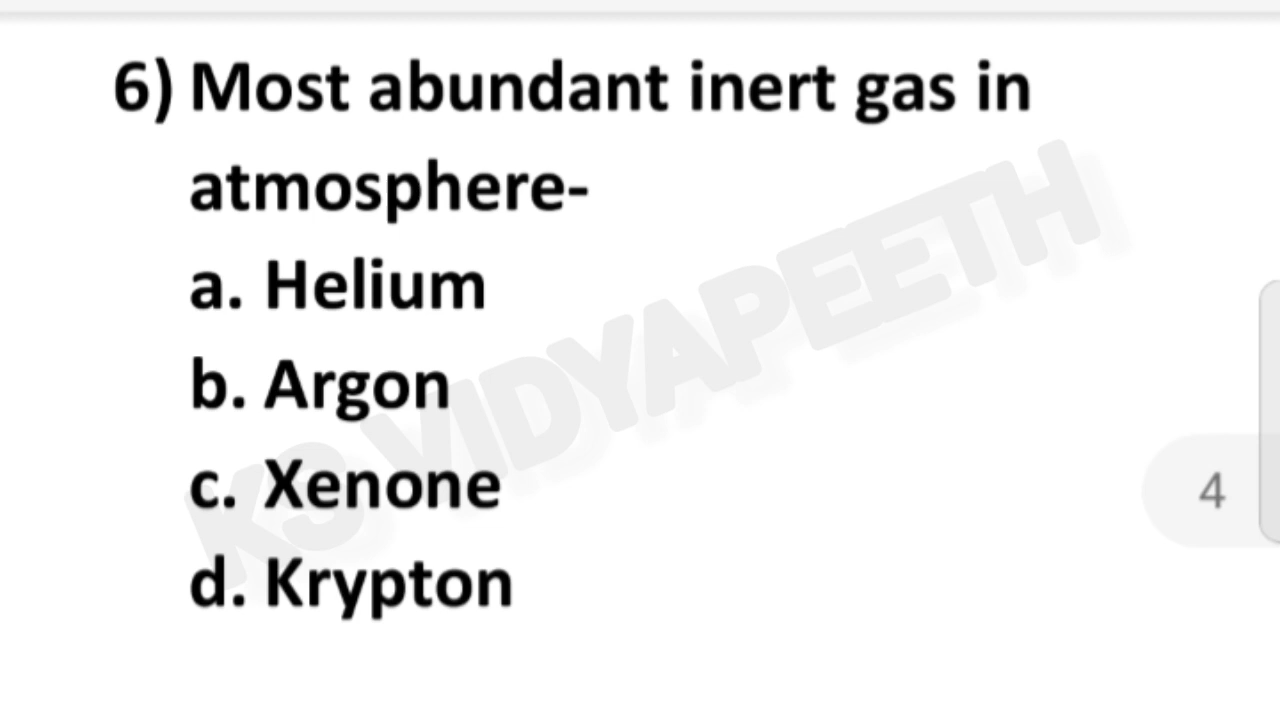 6) Most abundant inert gas in
atmosphere-
a. Helium
b. Argon
c. Xenone
d. Krypton
KS VIDYAPEETH
4